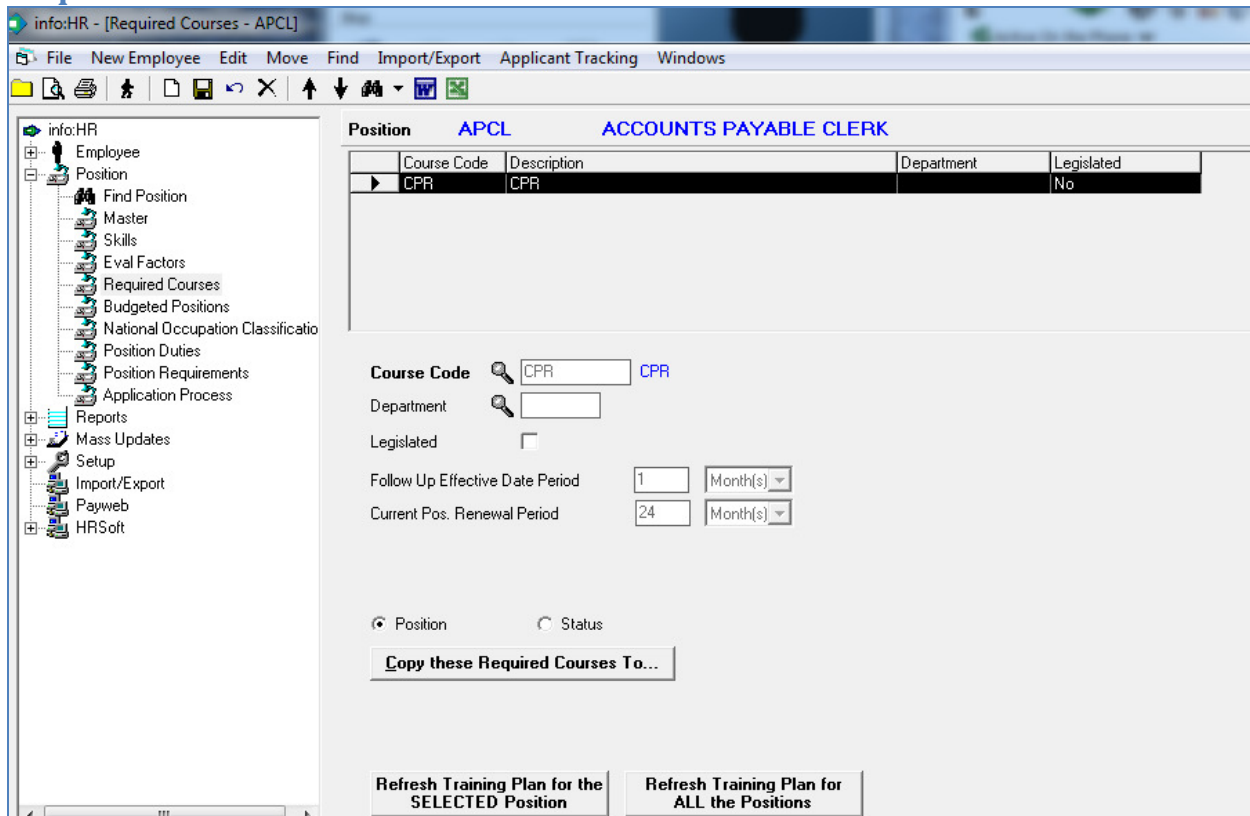 info:HR - [Required Courses - APCL]
File New Employee Edit Move Find Import/Export Applicant Tracking Windows
info:HR
Employee
Position
Find Position
Master
Skills
Eval Factors
Required Courses
Budgeted Positions
National Occupation Classificatio
Position Duties
Position Requirements
Application Process
Reports
Mass Updates
Setup
Import/Export
Payweb
HRSoft
Position APCL ACCOUNTS PAYABLE CLERK
Course Code Description Department Legislated
CPR CPR No
Course Code CPR CPR
Department
Legislated
Follow Up Effective Date Period 1 Month(s)
Current Pos. Renewal Period 24 Month(s)
Position Status
Copy these Required Courses To...
Refresh Training Plan for the
SELECTED Position
Refresh Training Plan for
ALL the Positions